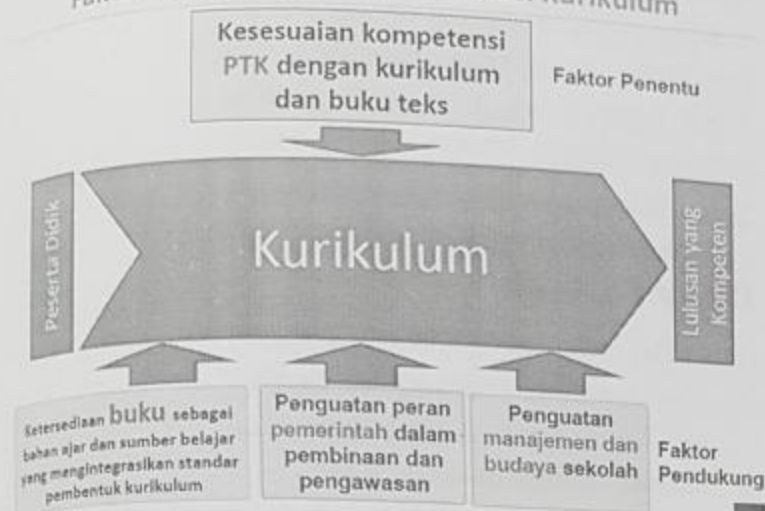 Kurikulum
Kesesuaian kompetensi
PTK dengan kurikulum
dan buku teks
Faktor Penentu
Peserta Didik
Kurikulum
Lulusan yang
Kompeten
Ketersediaan buku sebagai
bahan ajar dan sumber belajar
yang mengintegrasikan standar
pembentuk kurikulum
Penguatan peran
pemerintah dalam
pembinaan dan
pengawasan
Penguatan
manajemen dan
budaya sekolah
Faktor
Pendukung